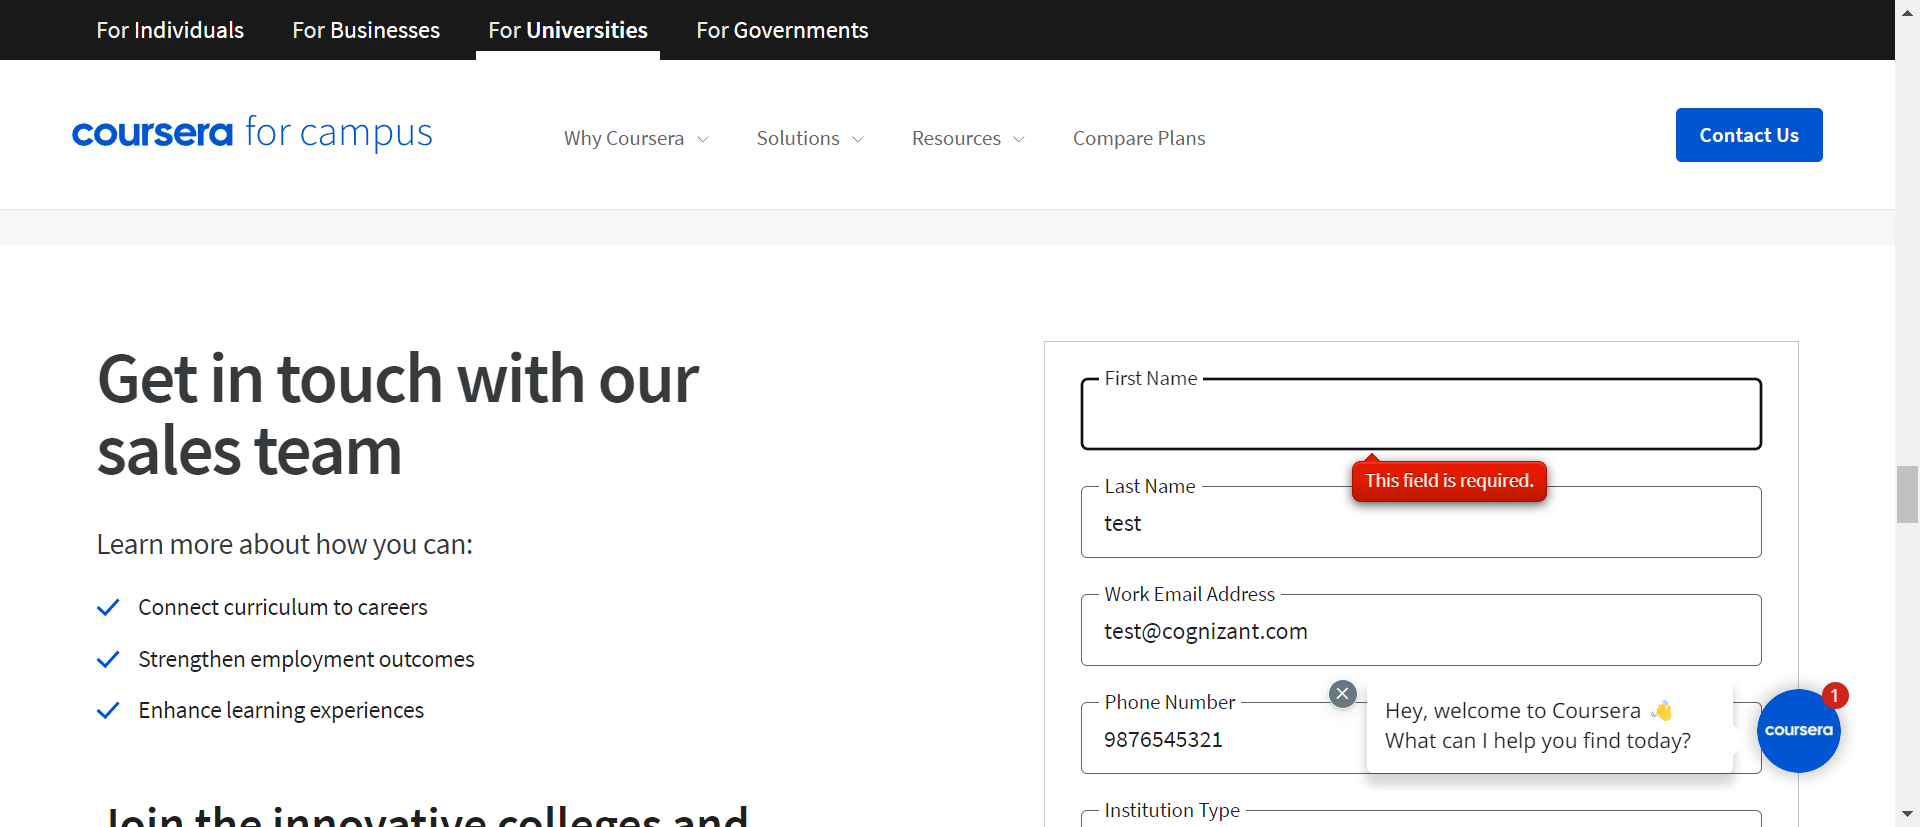 For Individuals
For Businesses
For Universities
For Governments
coursera for campus
Why Coursera
Solutions
Resources
Compare Plans
Contact Us
Get in touch with our
sales team
Learn more about how you can:
Connect curriculum to careers
Strengthen employment outcomes
Enhance learning experiences
Join the innovative colleges and
First Name
This field is required.
Last Name
test
Work Email Address
test@cognizant.com
Phone Number
9876545321
Institution Type
Hey, welcome to Coursera 👋
What can I help you find today?
1
coursera